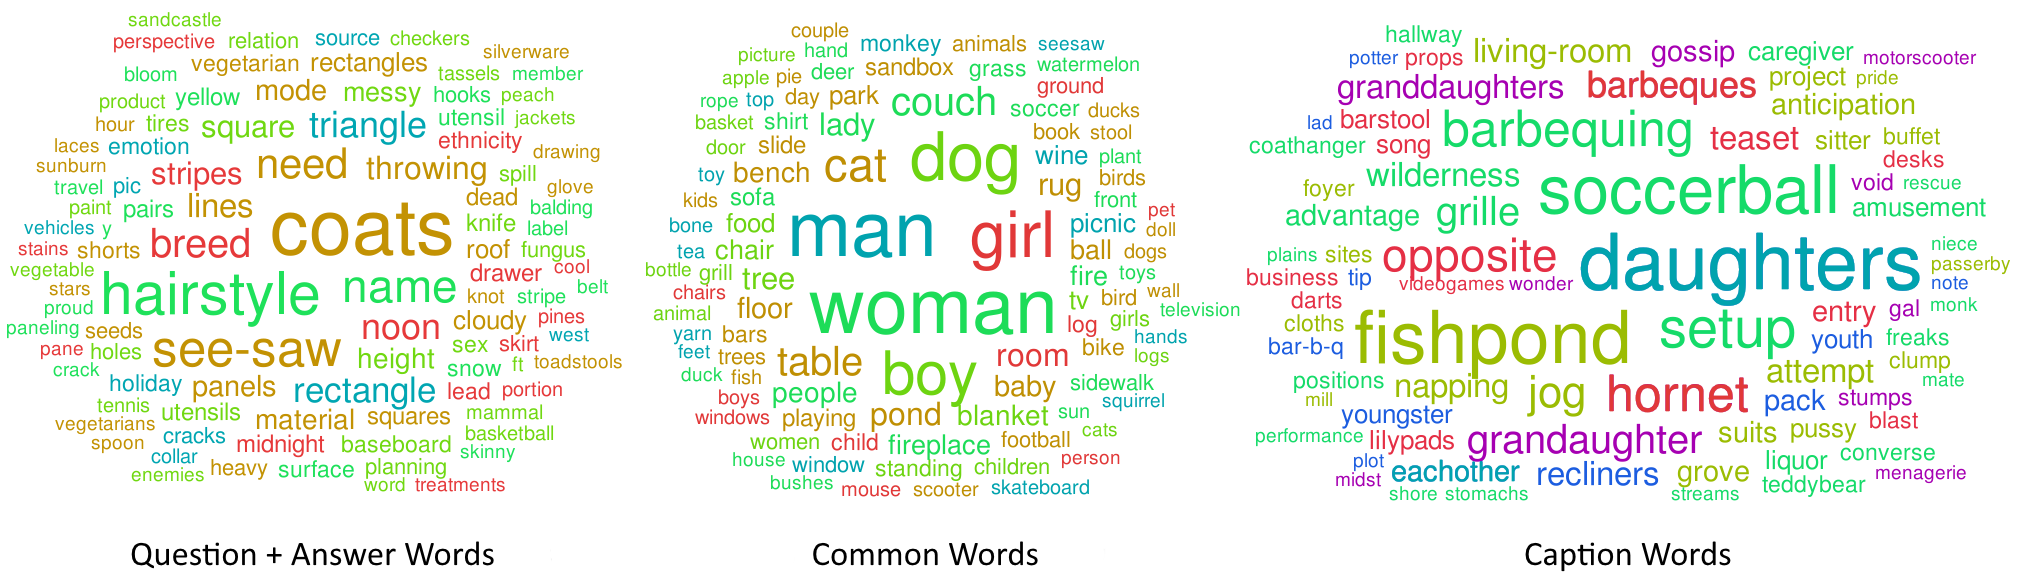 sandcastle
perspective relation source checkers
silverware
vegetarian rectangles
bloom tassels member
product yellow mode messy hooks peach
hour tires square triangle utensil jackets
laces emotion ethnicity
sunburn stripes need throwing drawing
travel pic spill glove
paint pairs lines coats dead balding
vehicles y knife label
stains shorts breed roof fungus
vegetable hairstyle name drawer cool
stars knot stripe belt
proud noon cloudy pines
paneling seeds see-saw sex skirt west
pane holes height snow ft toadstools
crack
holiday panels rectangle lead portion
tennis utensils material squares mammal
vegetarians cracks midnight baseboard basketball
spoon collar skinny
enemies heavy surface planning
word treatments
Question + Answer Words
couple
picture hand monkey animals seesaw
apple pie deer sandbox grass watermelon
rope top day park couch ground
basket shirt lady soccer ducks
door slide book stool
toy bench cat dog wine plant
kids sofa rug birds
front
bone food man girl picnic pet
doll
tea chair ball dogs
bottle grill tree fire toys
chairs floor woman tv bird wall
animal log girls television
yarn bars hands
feet trees table boy room bike logs
duck fish people baby sidewalk
boys squirrel
windows playing pond blanket sun
women child fireplace football cats
house window standing children person
bushes mouse scooter skateboard
Common Words
hallway
potter props living-room gossip caregiver motorscooter
granddaughters barbeques project pride
anticipation
lad barstool barbequing teaset sitter buffet
coathanger song desks
foyer wilderness soccerball void rescue
advantage grille amusement
plains sites opposite daughters niece
business tip videogames wonder passerby
note
darts entry gal monk
cloths fishpond setup youth freaks
bar-b-q clump
positions napping jog hornet attempt mate
mill pack stumps
youngster blast
performance lilypads grandaughter suits pussy
plot eachother recliners grove liquor converse
midst teddybear menagerie
shore stomachs streams
Caption Words